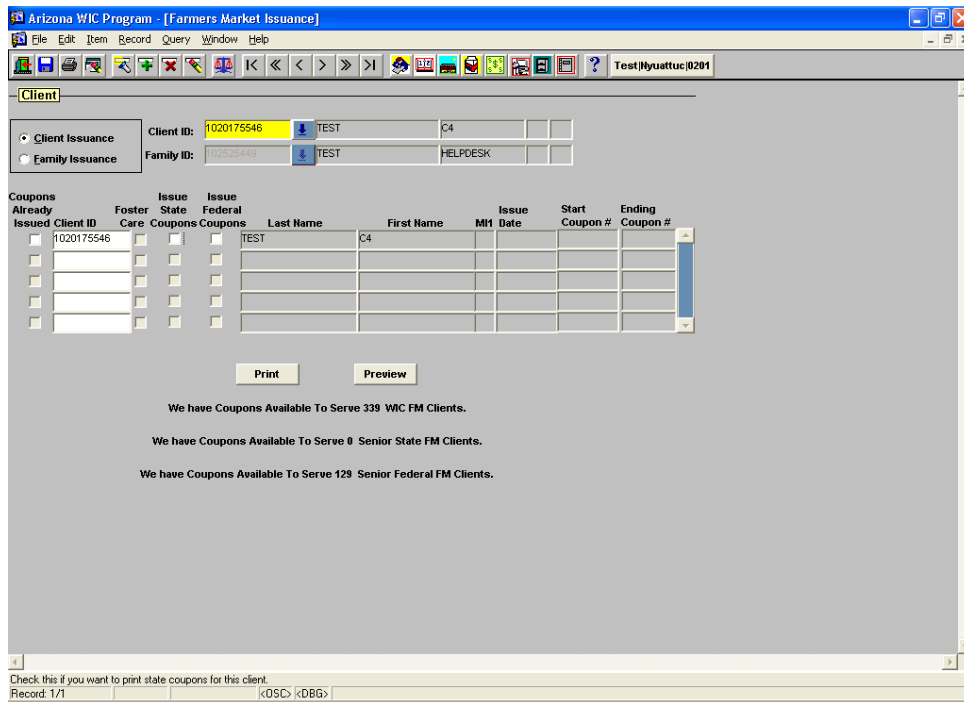 Arizona WIC Program - [Farmers Market Issuance]
File Edit Item Record Query Window Help
Test|Nyuattuc|0201
Client
Client Issuance
Family Issuance
Client ID: 1020175546 TEST C4
Family ID: 102525449 TEST HELPDESK
Coupons Already Issued Client ID Foster Care Issue State Coupons Issue Federal Coupons Last Name First Name MI1 Issue Date Start Coupon # Ending Coupon #
1020175546 TEST C4
Print Preview
We have Coupons Available To Serve 339 WIC FM Clients.
We have Coupons Available To Serve 0 Senior State FM Clients.
We have Coupons Available To Serve 129 Senior Federal FM Clients.
Check this if you want to print state coupons for this client.
Record: 1/1 <OSC> <DBG>